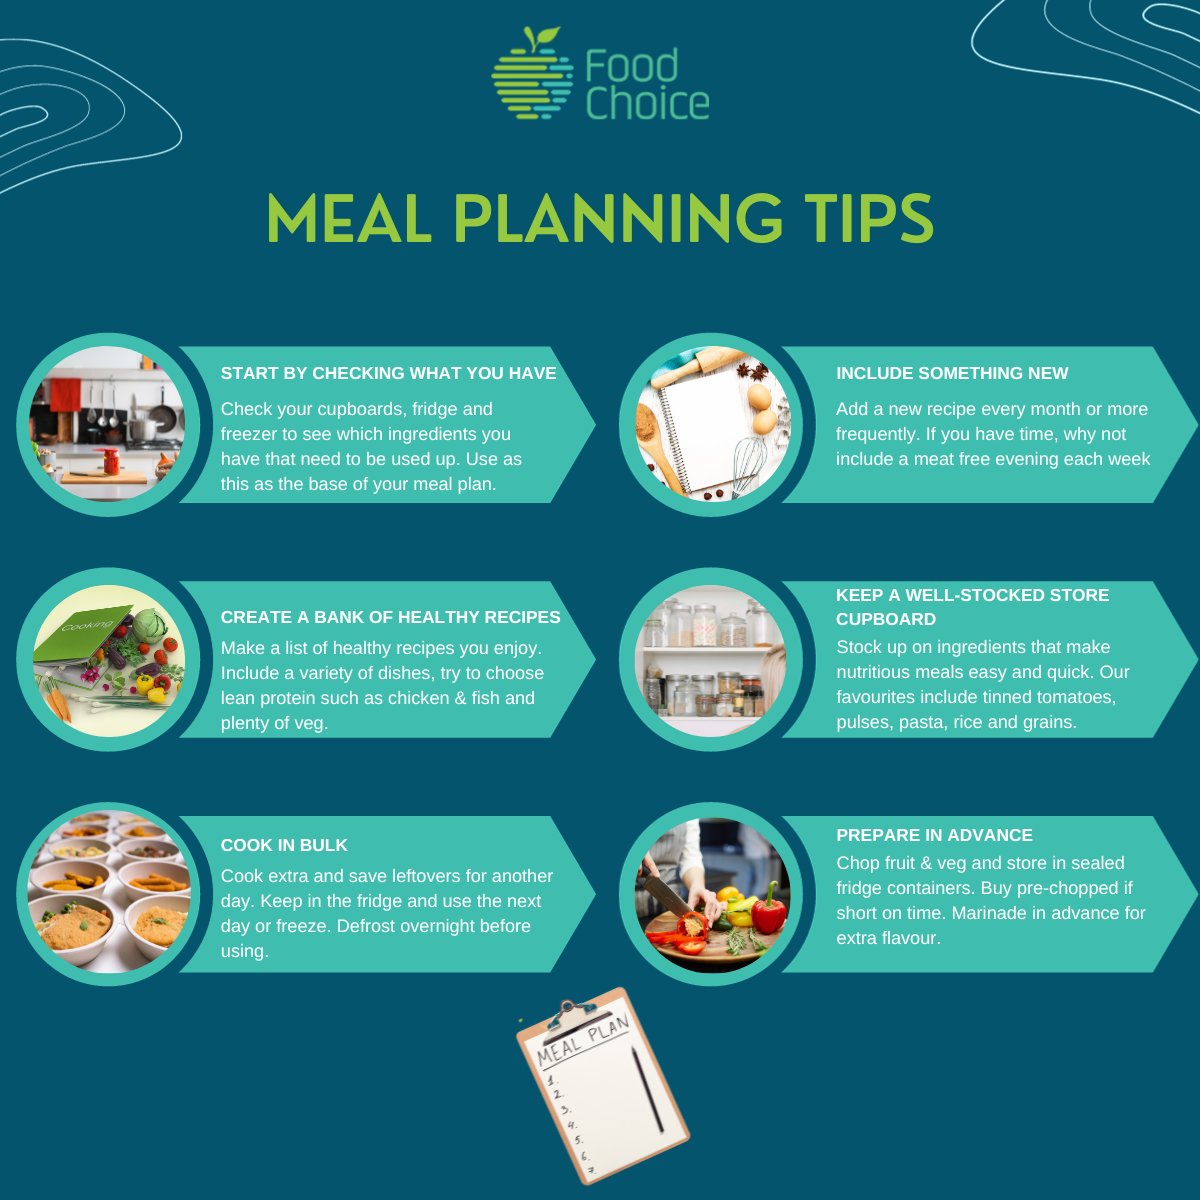 Food
Choice
MEAL PLANNING TIPS
START BY CHECKING WHAT YOU HAVE
Check your cupboards, fridge and
freezer to see which ingredients you
have that need to be used up. Use as
this as the base of your meal plan.
INCLUDE SOMETHING NEW
Add a new recipe every month or more
frequently. If you have time, why not
include a meat free evening each week
Cooking
CREATE A BANK OF HEALTHY RECIPES
Make a list of healthy recipes you enjoy.
Include a variety of dishes, try to choose
lean protein such as chicken & fish and
plenty of veg.
KEEP A WELL-STOCKED STORE
CUPBOARD
Stock up on ingredients that make
nutritious meals easy and quick. Our
favourites include tinned tomatoes,
pulses, pasta, rice and grains.
COOK IN BULK
Cook extra and save leftovers for another
day. Keep in the fridge and use the next
day or freeze. Defrost overnight before
using.
PREPARE IN ADVANCE
Chop fruit & veg and store in sealed
fridge containers. Buy pre-chopped if
short on time. Marinade in advance for
extra flavour.
MEAL PLAN
1.
2.
3.
4.
5.
6.
7.